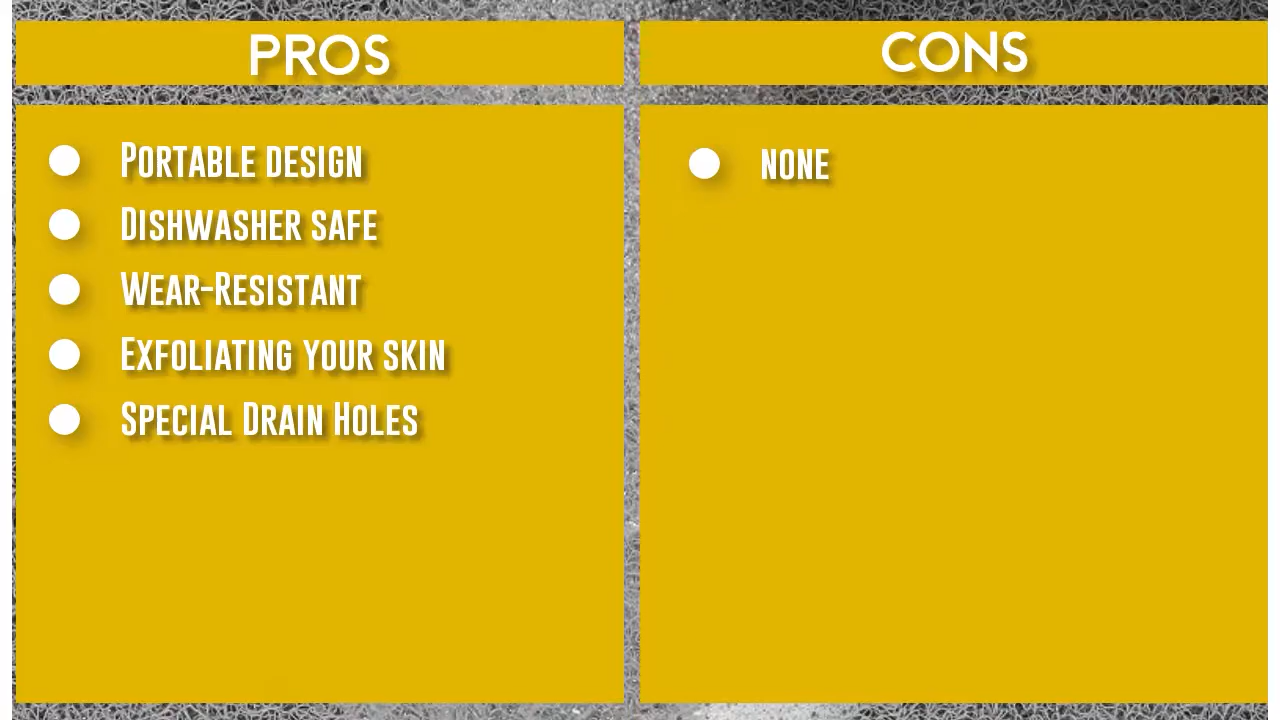 PROS
Portable design
Dishwasher safe
Wear-Resistant
Exfoliating your skin
Special Drain Holes
CONS
NONE